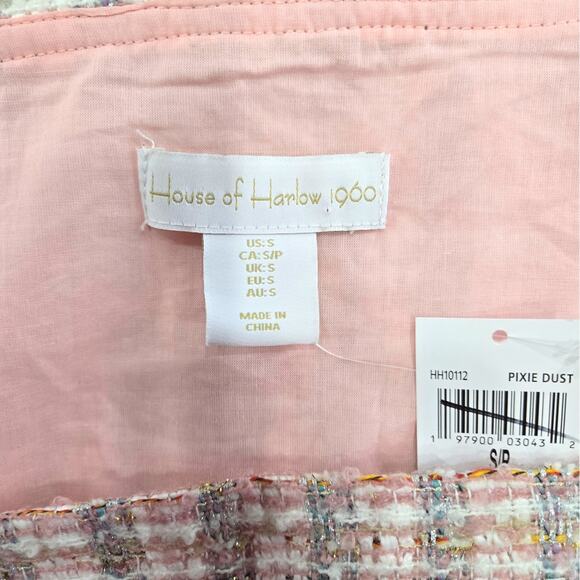 House of Harlow 1960
US: S
CA: S/P
UK: S
EU: S
AU: S
MADE IN
CHINA
HH10112 PIXIE DUST
1 97900 03043 2
S/P